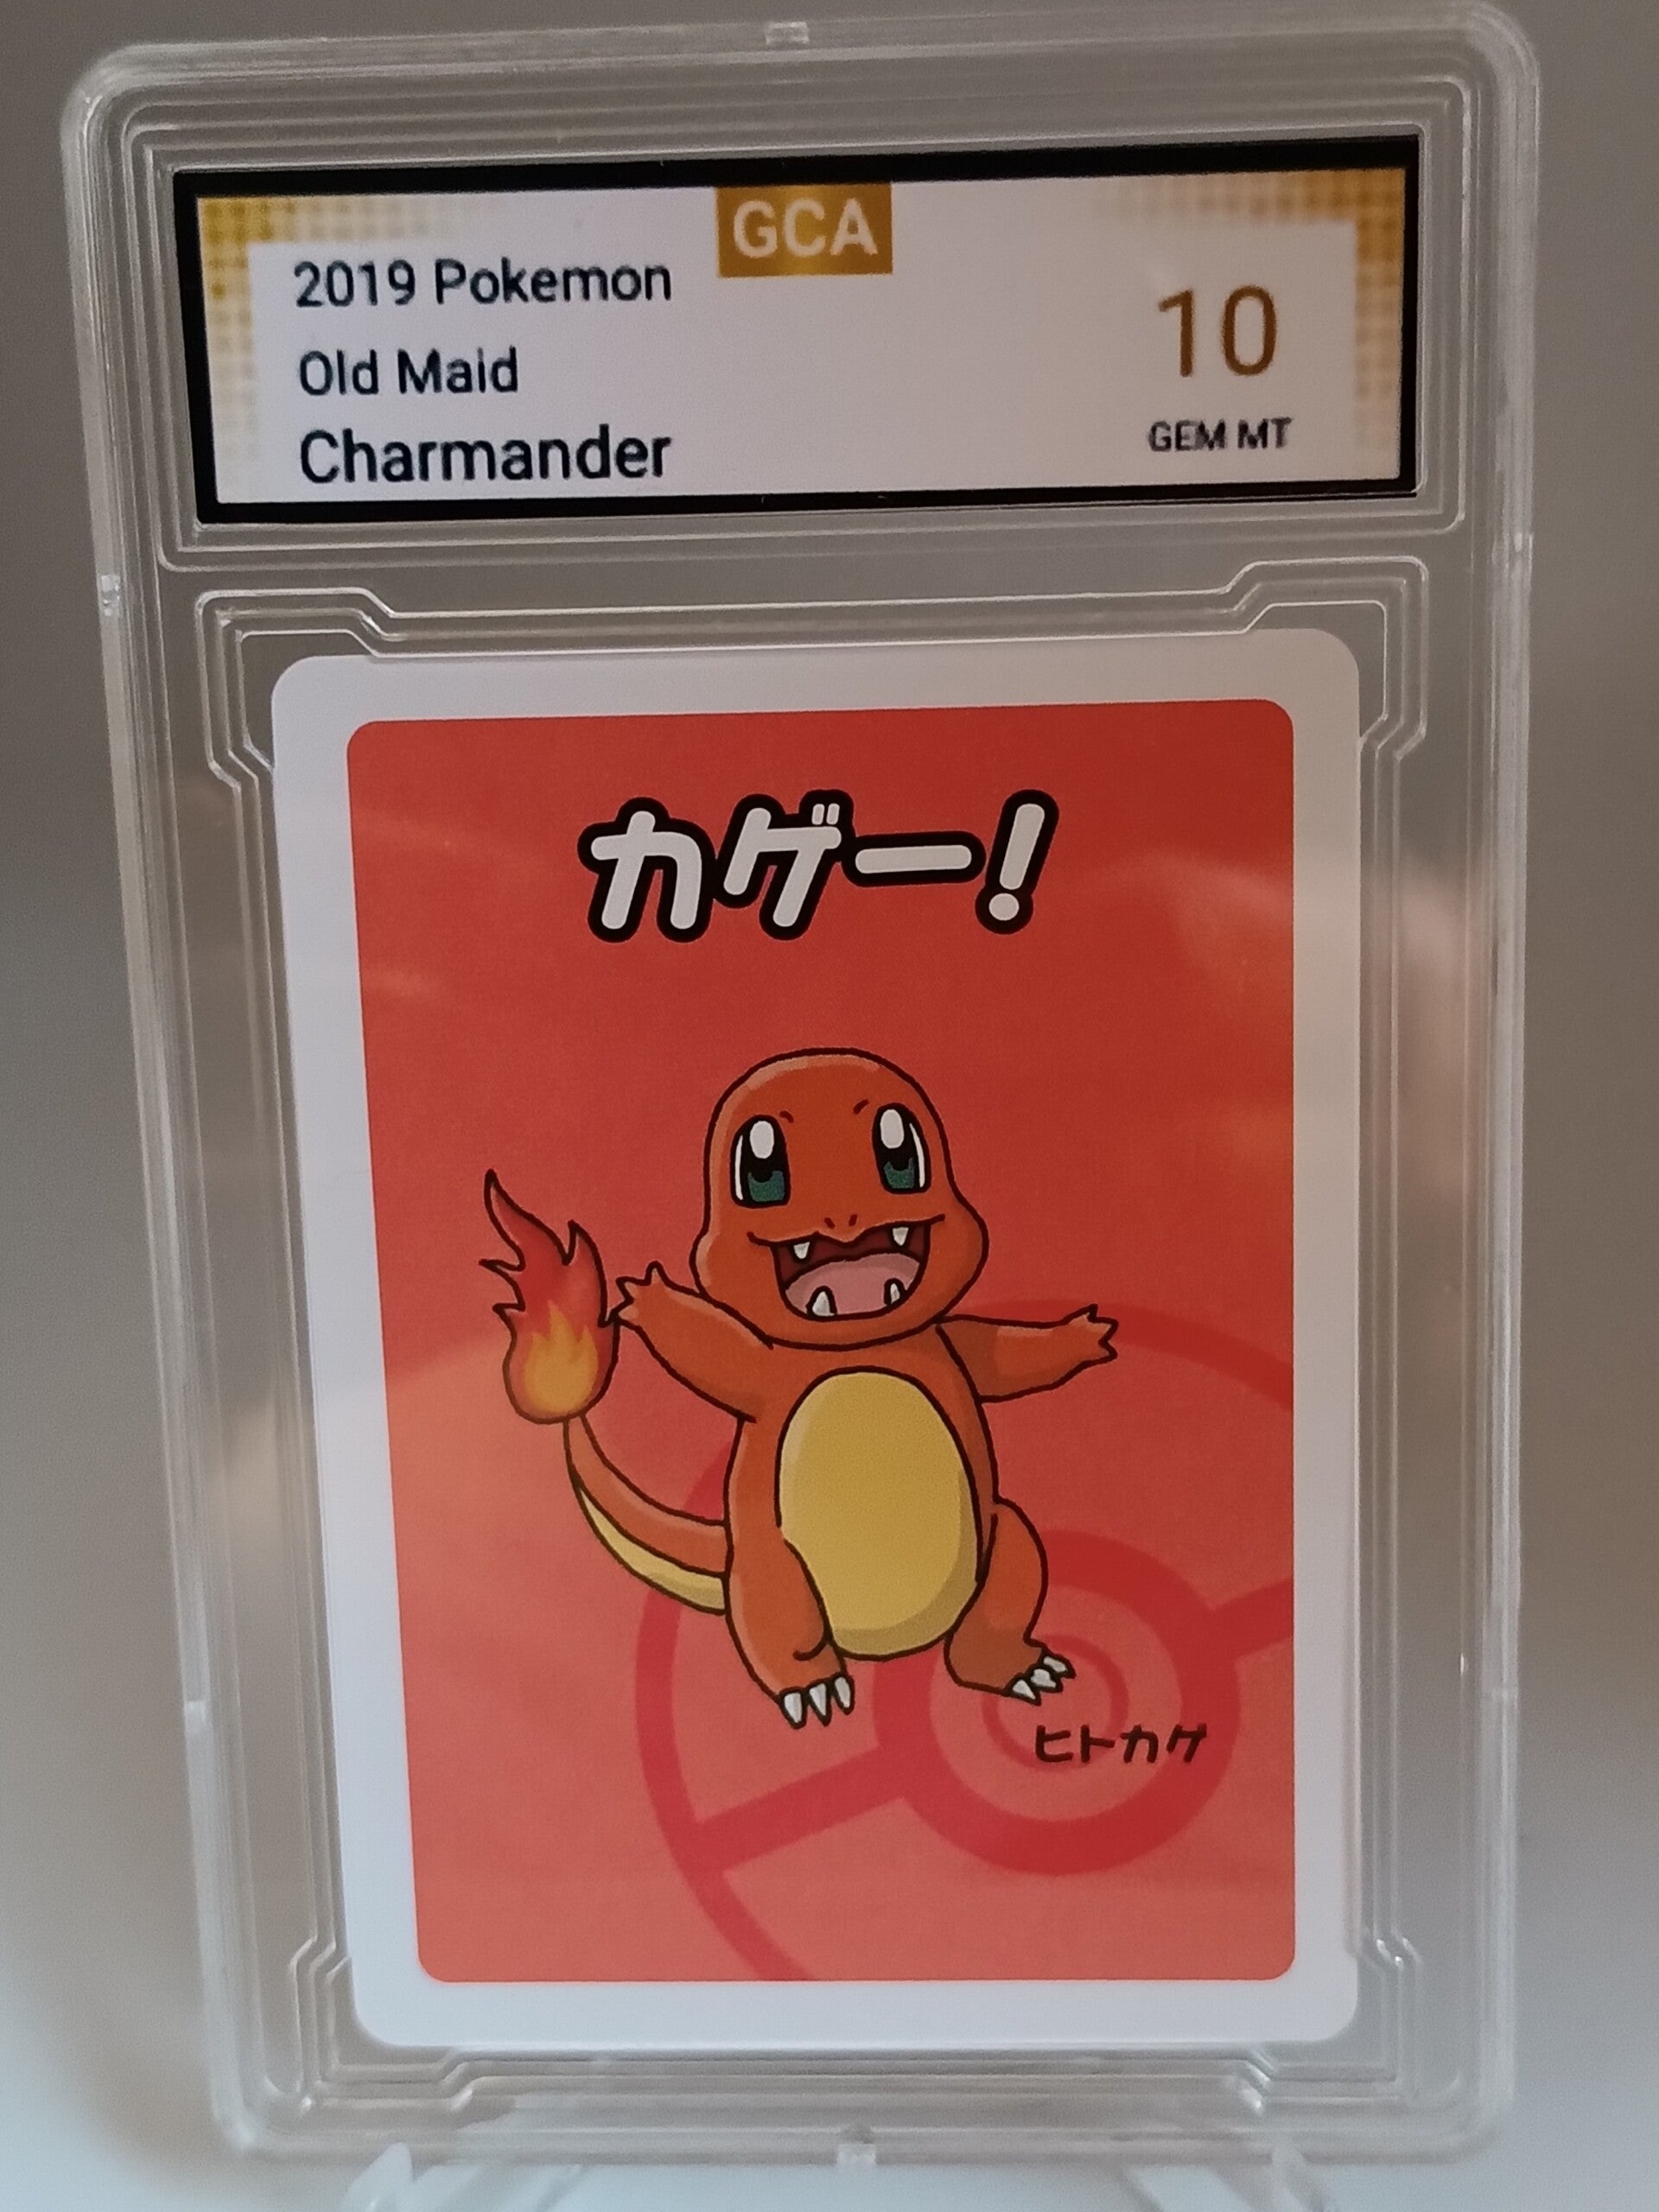 GCA
2019 Pokemon
Old Maid
Charmander
10
GEM MT
カゲー!
ヒトカゲ